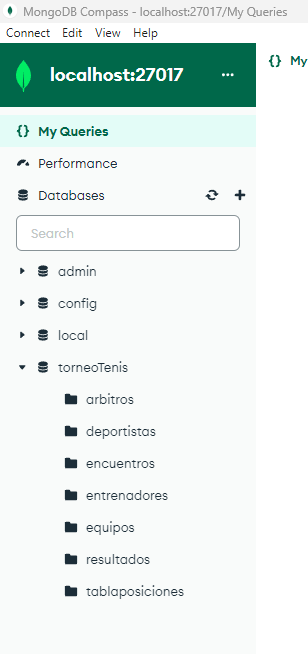 MongoDB Compass - localhost:27017/My Queries
Connect Edit View Help
localhost:27017 ...
{} My
{} My Queries
Performance
Databases
Search
admin
config
local
torneoTenis
arbitros
deportistas
encuentros
entrenadores
equipos
resultados
tablaposiciones